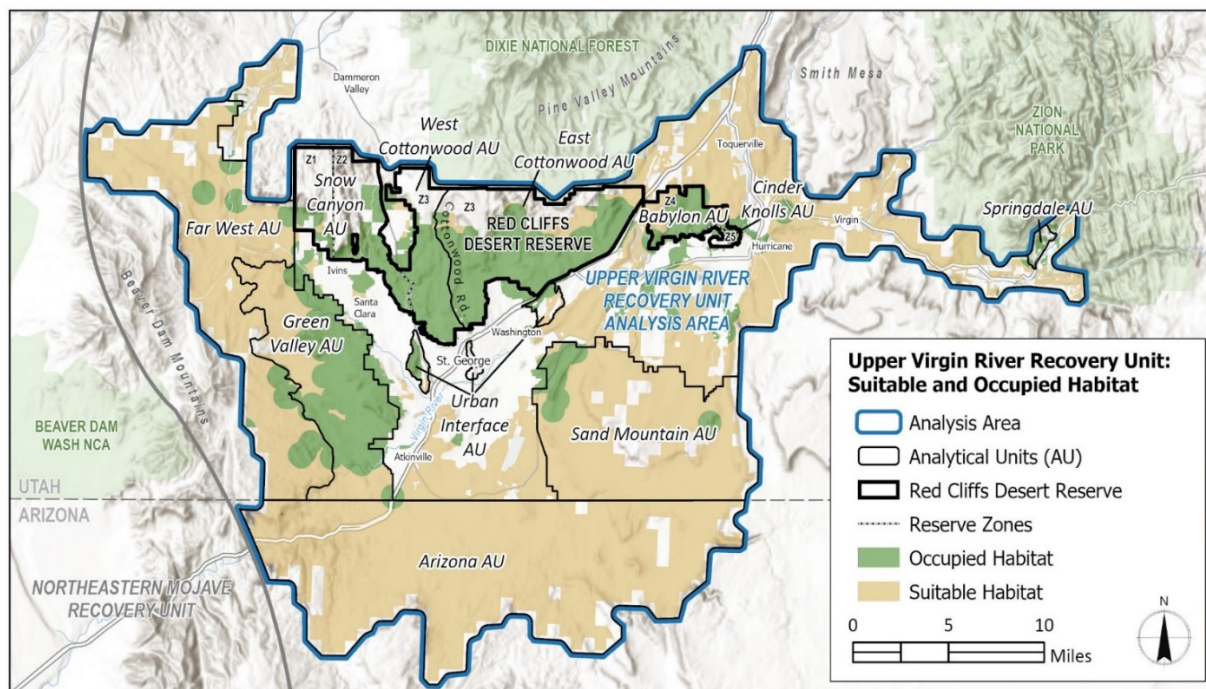 DIXIE NATIONAL FOREST
Pine Valley Mountains
Smith Mesa
Dammeron
Valley
West
Cottonwood AU
East
Cottonwood AU
Toquerville
ZION
NATIONAL
PARK
Z1
Z2
Snow
Canyon
AU
Z3
Z3
Cottonwood Rd.
RED CLIFFS
DESERT RESERVE
Z4
Babylon AU
Z5
Cinder
Knolls AU
Virgin
Springdale AU
Far West AU
Hurricane
Ivins
Santa
Clara
UPPER VIRGIN RIVER
RECOVERY UNIT
ANALYSIS AREA
Beaver Dam Mountains
Green
Valley AU
Washington
St. George
Urban
Interface
AU
Virgin River
Sand Mountain AU
Atkinville
BEAVER DAM
WASH NCA
UTAH
ARIZONA
Arizona AU
NORTHEASTERN MOJAVE
RECOVERY UNIT
Upper Virgin River Recovery Unit:
Suitable and Occupied Habitat
Analysis Area
Analytical Units (AU)
Red Cliffs Desert Reserve
Reserve Zones
Occupied Habitat
Suitable Habitat
0 5 10
Miles
N